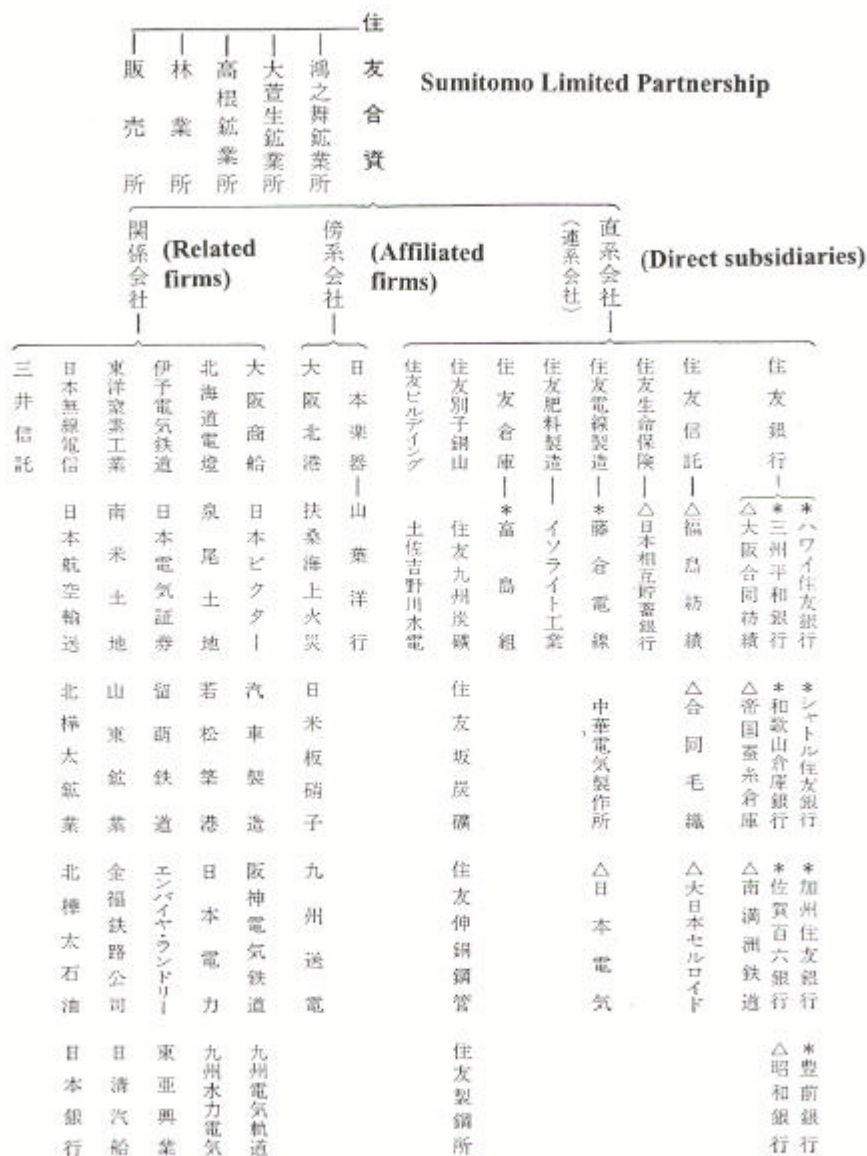 住友合資
Sumitomo Limited Partnership
鴻之舞鉱業所
大萱生鉱業所
高根鉱業所
林業所
販売所
直系会社
（連系会社）
(Direct subsidiaries)
傍系会社
(Affiliated firms)
関係会社
(Related firms)
住友銀行
*ハワイ住友銀行
*シャトル住友銀行
*加州住友銀行
*豊前銀行
*三州平和銀行
*和歌山倉庫銀行
*佐賀百六銀行
△昭和銀行
△大阪合同紡績
△帝国蚕糸倉庫
△南満洲鉄道
住友信託
△福島紡績
△合同毛織
△大日本セルロイド
住友生命保険
△日本相互貯蓄銀行
住友電線製造
*藤倉電線
中華電気製作所
△日本電気
住友肥料製造
イソライト工業
住友倉庫
*富島組
住友別子銅山
住友九州炭礦
住友坂炭礦
住友伸銅鋼管
住友製鋼所
住友ビルデイング
土佐吉野川水電
日本楽器
山葉洋行
大阪北港
扶桑海上火災
日米板硝子
九州送電
大阪商船
日本ビクター
汽車製造
阪神電気鉄道
九州電気軌道
北海道電燈
泉尾土地
若松築港
日本電力
九州水力電気
伊予電気鉄道
日本電気証券
留萌鉄道
エンパイヤ・ランドリー
東亜興業
東洋窒素工業
南米土地
山東鉱業
金福鉄路公司
日清汽船
日本無線電信
日本航空輸送
北樺太鉱業
北樺太石油
日本銀行
三井信託